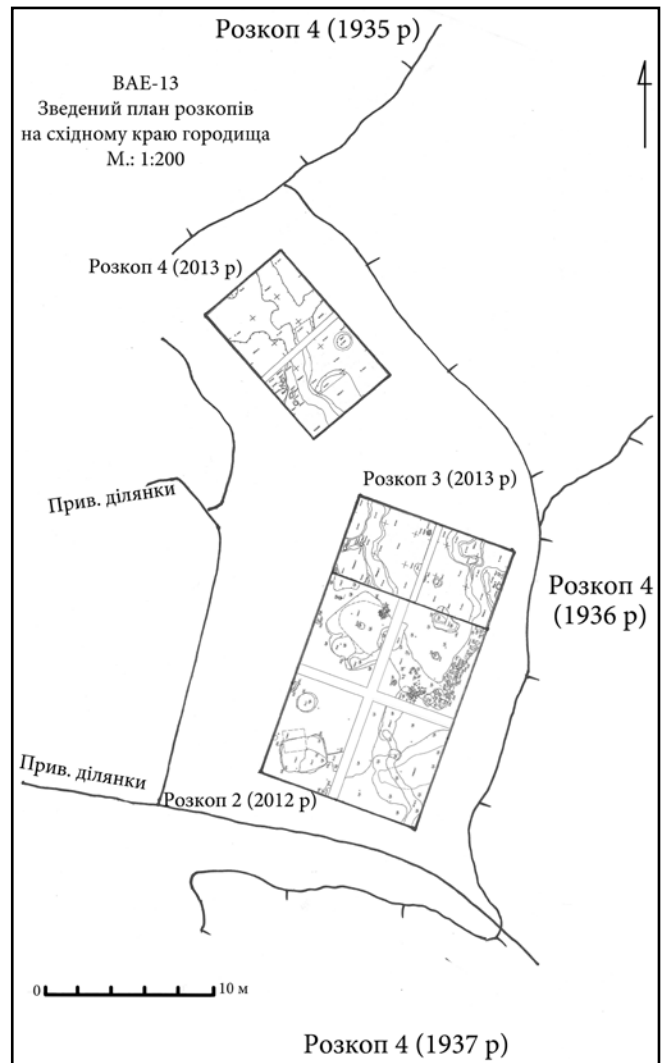 Розкоп 4 (1935 р)
ВАЕ-13
Зведений план розкопів
на східному краю городища
М.: 1:200
Розкоп 4 (2013 р)
Розкоп 3 (2013 р)
Прив. ділянки
Розкоп 4
(1936 р)
Прив. ділянки
Розкоп 2 (2012 р)
0
10 м
Розкоп 4 (1937 р)